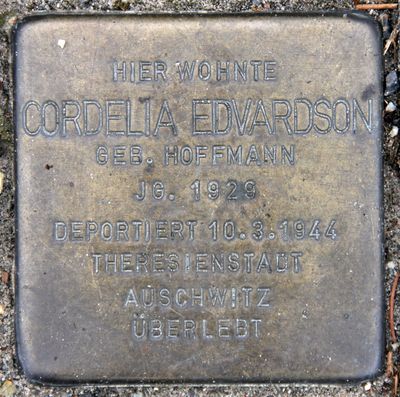 HIER WOHNTE
CORDELIA EDVARDSON
GEB. HOFFMANN
JG. 1929
DEPORTIERT 10.3.1944
THERESIENSTADT
AUSCHWITZ
ÜBERLEBT